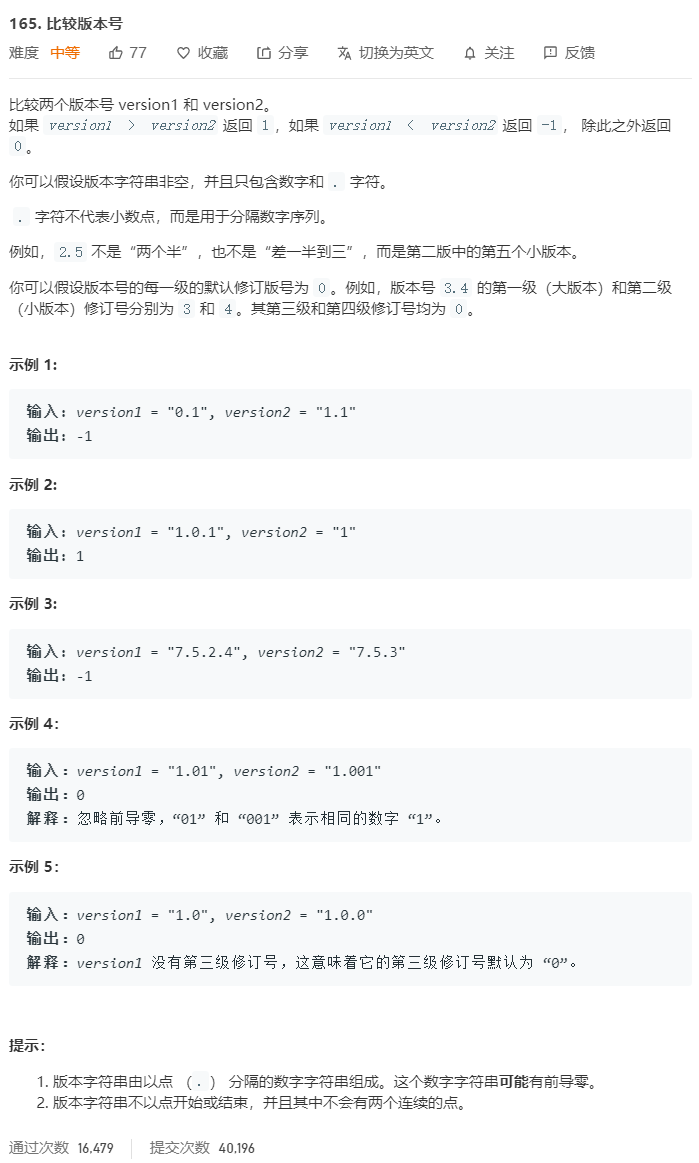 165. 比较版本号
难度 中等 77 收藏 分享 切换为英文 关注 反馈
比较两个版本号 version1 和 version2。
如果 version1 > version2 返回 1，如果 version1 < version2 返回 -1， 除此之外返回
0。
你可以假设版本字符串非空，并且只包含数字和 . 字符。
. 字符不代表小数点，而是用于分隔数字序列。
例如，2.5 不是“两个半”，也不是“差一半到三”，而是第二版中的第五个小版本。
你可以假设版本号的每一级的默认修订版号为 0。例如，版本号 3.4 的第一级（大版本）和第二级
（小版本）修订号分别为 3 和 4。其第三级和第四级修订号均为 0。
示例 1:
输入: version1 = "0.1", version2 = "1.1"
输出: -1
示例 2:
输入: version1 = "1.0.1", version2 = "1"
输出: 1
示例 3:
输入: version1 = "7.5.2.4", version2 = "7.5.3"
输出: -1
示例 4：
输入：version1 = "1.01", version2 = "1.001"
输出：0
解释：忽略前导零，“01” 和 “001” 表示相同的数字 “1”。
示例 5：
输入：version1 = "1.0", version2 = "1.0.0"
输出：0
解释：version1 没有第三级修订号，这意味着它的第三级修订号默认为 “0”。
提示：
1. 版本字符串由以点 （.） 分隔的数字字符串组成。这个数字字符串可能有前导零。
2. 版本字符串不以点开始或结束，并且其中不会有两个连续的点。
通过次数 16,479 提交次数 40,196